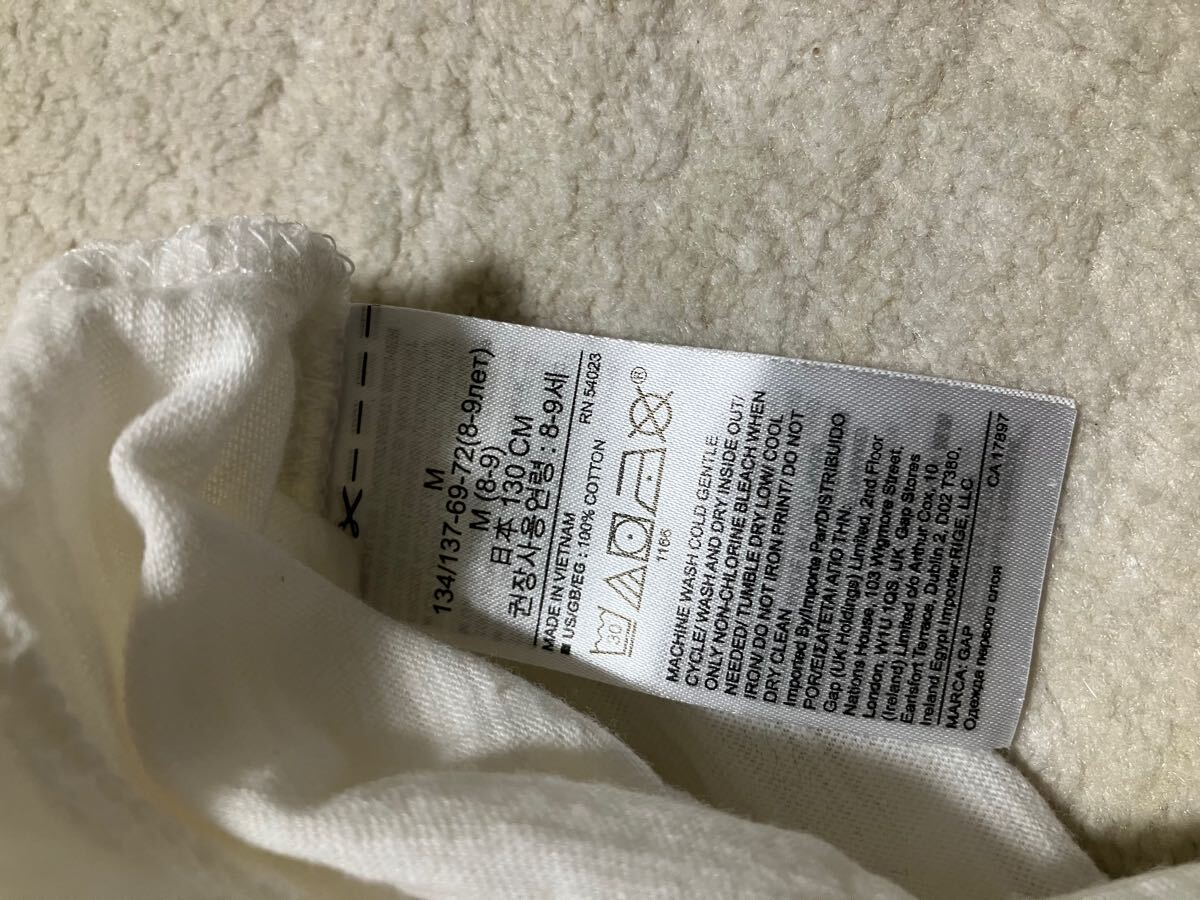 M
134/137-69-72(8-9лет)
M (8-9)
日本 130 CM
권장사용연령 : 8-9세
MADE IN VIETNAM RN 54023
US/GB/EG : 100% COTTON
30
®
1166
MACHINE WASH COLD GENTLE
CYCLE/ WASH AND DRY INSIDE OUT/
ONLY NON-CHLORINE BLEACH WHEN
NEEDED/ TUMBLE DRY LOW/ COOL
IRON/ DO NOT IRON PRINT/ DO NOT
DRY CLEAN
Imported By/Importe Par/DISTRIBUIDO
POR/ΕΙΣΑΓΕΤΑΙ ΑΠΟ ΤΗΝ.
Gap (UK Holdings) Limited, 2nd Floor
Nations House, 103 Wigmore Street,
London, W1U 1QS, UK. Gap Stores
(Ireland) Limited c/o Arthur Cox, 10
Earlsfort Terrace, Dublin 2, D02 T380,
Ireland Egypt Importer:RIGE, LLC
MARCA: GAP CA 17897
Одежда первого слоя